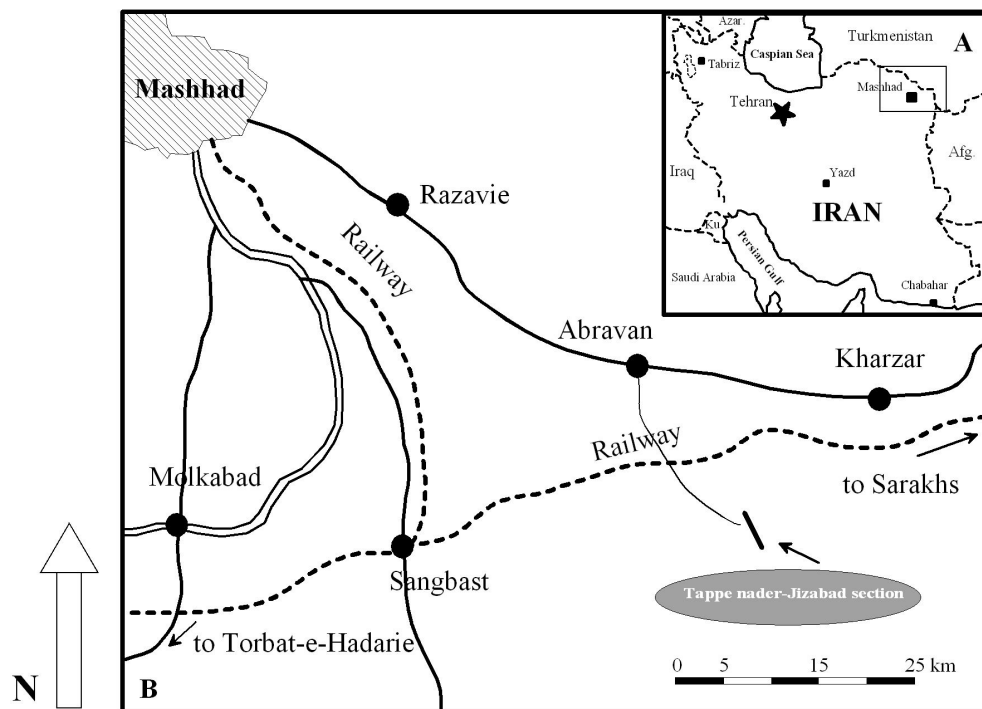 Mashhad
Razavie
Railway
Abravan
Kharzar
Railway
to Sarakhs
Molkabad
Sangbast
Tappe nader-Jizabad section
to Torbat-e-Hadarie
0 5 15 15 25 km
N
B
A
Azar.
Caspian Sea
Turkmenistan
Tabriz
Mashhad
Tehran
Afg.
Iraq
Yazd
IRAN
Ku.
Persian Gulf
Saudi Arabia
Chabahar